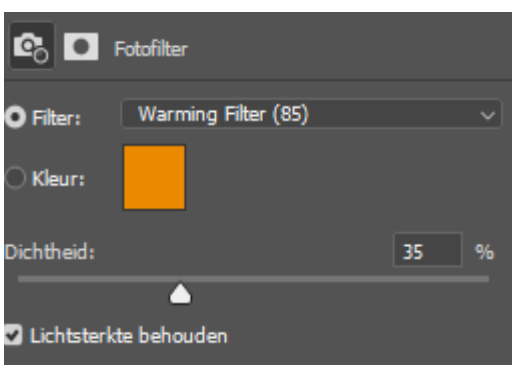 Fotofilter
Filter: Warming Filter (85)
Kleur:
Dichtheid: 35 %
Lichtsterkte behouden